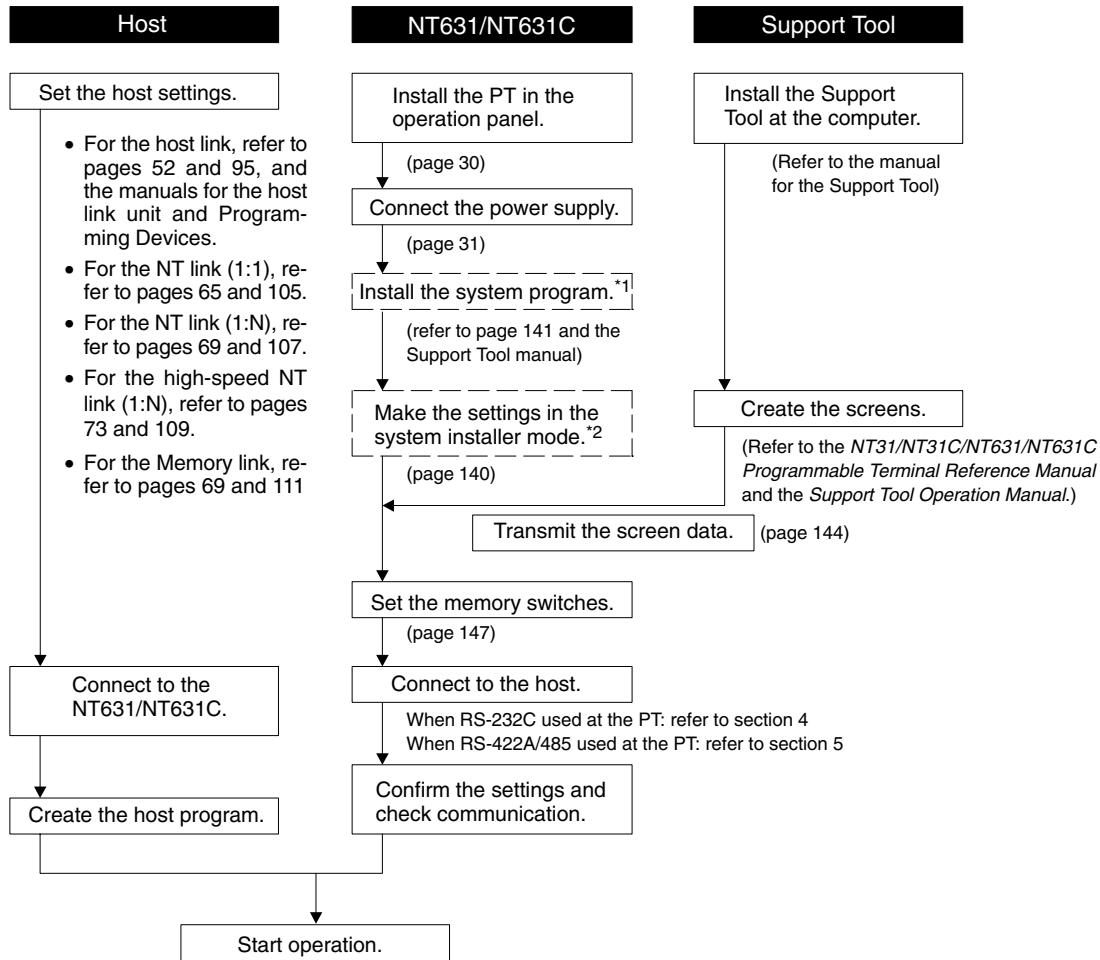 Host
NT631/NT631C
Support Tool
Set the host settings.
• For the host link, refer to
pages 52 and 95, and
the manuals for the host
link unit and Program-
ming Devices.
• For the NT link (1:1), re-
fer to pages 65 and 105.
• For the NT link (1:N), re-
fer to pages 69 and 107.
• For the high-speed NT
link (1:N), refer to pages
73 and 109.
• For the Memory link, re-
fer to pages 69 and 111
Connect to the
NT631/NT631C.
Create the host program.
Install the PT in the
operation panel.
(page 30)
Connect the power supply.
(page 31)
Install the system program.*1
(refer to page 141 and the
Support Tool manual)
Make the settings in the
system installer mode.*2
(page 140)
Install the Support
Tool at the computer.
(Refer to the manual
for the Support Tool)
Create the screens.
(Refer to the NT31/NT31C/NT631/NT631C
Programmable Terminal Reference Manual
and the Support Tool Operation Manual.)
Transmit the screen data. (page 144)
Set the memory switches.
(page 147)
Connect to the host.
When RS-232C used at the PT: refer to section 4
When RS-422A/485 used at the PT: refer to section 5
Confirm the settings and
check communication.
Start operation.